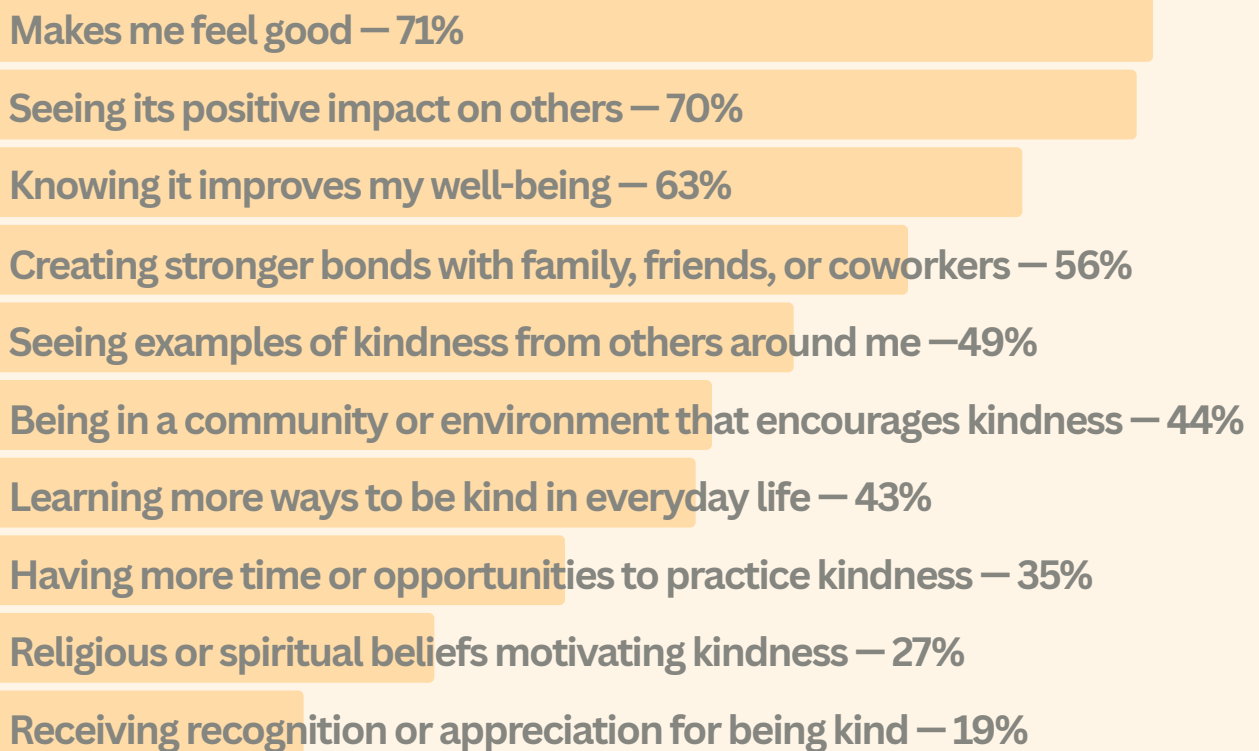 Makes me feel good — 71%
Seeing its positive impact on others — 70%
Knowing it improves my well-being — 63%
Creating stronger bonds with family, friends, or coworkers — 56%
Seeing examples of kindness from others around me —49%
Being in a community or environment that encourages kindness — 44%
Learning more ways to be kind in everyday life — 43%
Having more time or opportunities to practice kindness — 35%
Religious or spiritual beliefs motivating kindness — 27%
Receiving recognition or appreciation for being kind — 19%